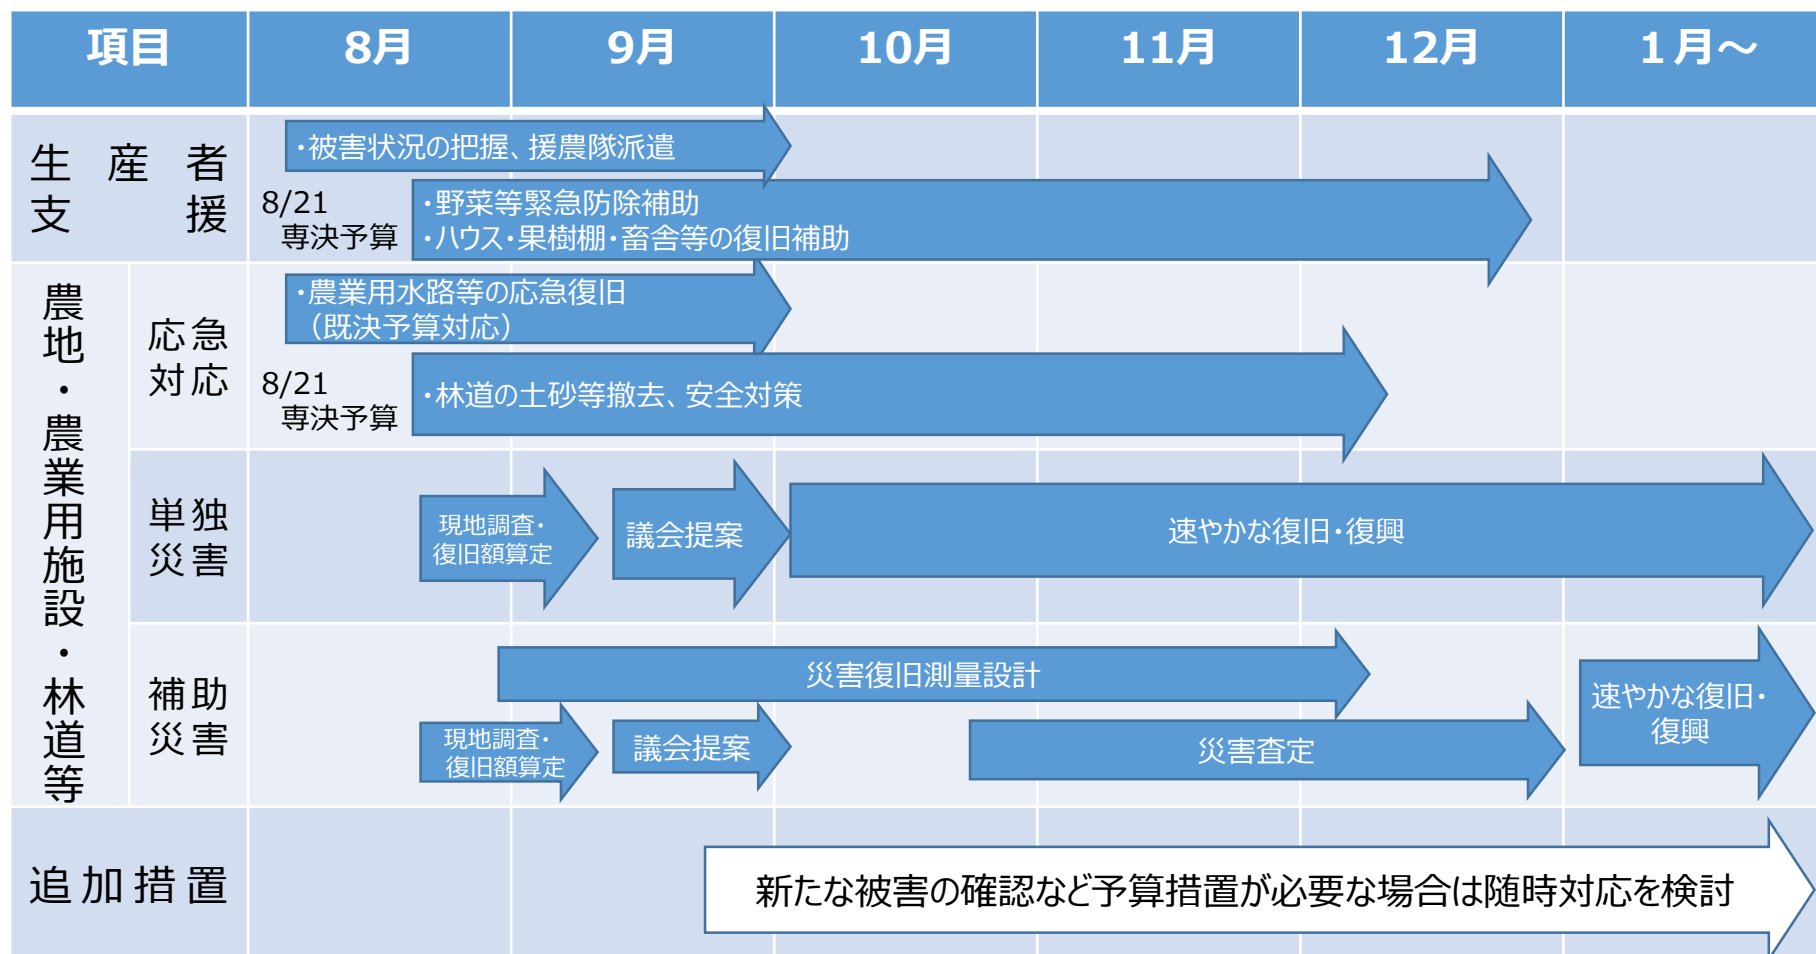 項目
8月
9月
10月
11月
12月
１月～
生産者
支援
・被害状況の把握、援農隊派遣
8/21
専決予算
・野菜等緊急防除補助
・ハウス・果樹棚・畜舎等の復旧補助
農地・農業用施設・林道等
応急
対応
・農業用水路等の応急復旧
（既決予算対応）
8/21
専決予算
・林道の土砂等撤去、安全対策
単独
災害
現地調査・
復旧額算定
議会提案
速やかな復旧・復興
補助
災害
災害復旧測量設計
現地調査・
復旧額算定
議会提案
災害査定
速やかな復旧・
復興
追加措置
新たな被害の確認など予算措置が必要な場合は随時対応を検討